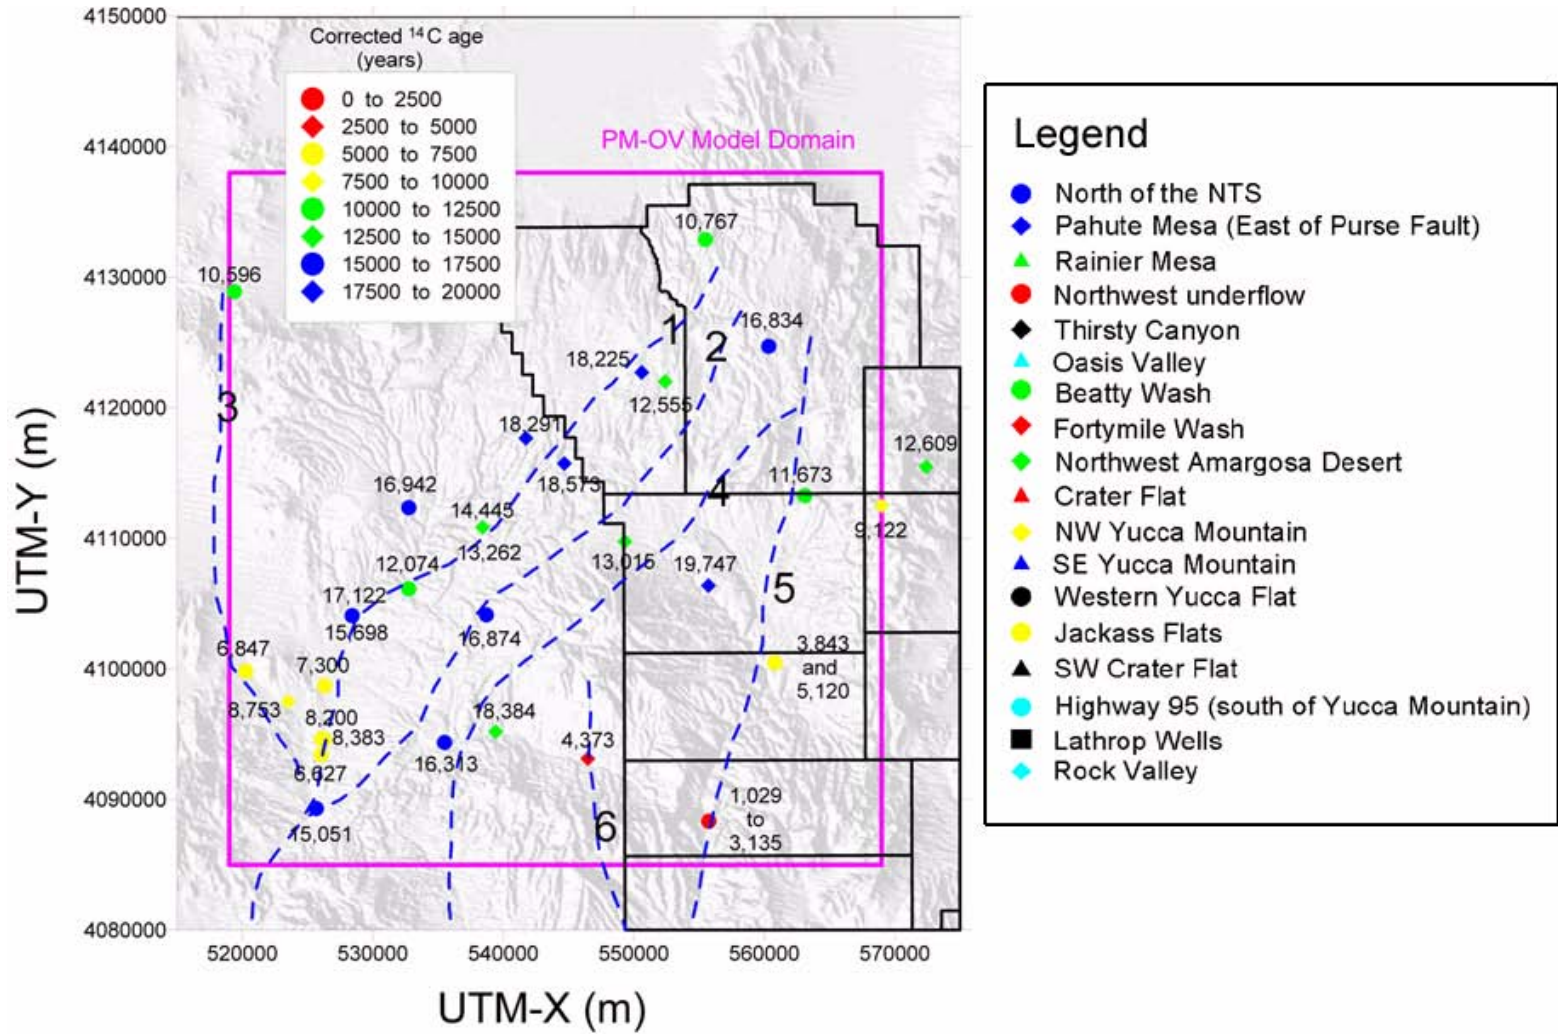 4150000
Corrected ¹⁴C age
(years)
0 to 2500
2500 to 5000
5000 to 7500
7500 to 10000
10000 to 12500
12500 to 15000
15000 to 17500
17500 to 20000
4140000
PM-OV Model Domain
10,767
4130000
10,596
1
2
16,834
18,225
4120000
3
12,555
18,291
12,609
16,942
18,573
11,673
4
14,445
4110000
13,262
9,122
12,074
13,015
19,747
17,122
5
15,698
16,874
6,847
3,843
and
5,120
4100000
7,300
8,753
8,200
8,383
18,384
4,373
16,313
6,627
4090000
1,029
to
3,135
15,051
6
4080000
520000
530000
540000
550000
560000
570000
UTM-X (m)
UTM-Y (m)
Legend
North of the NTS
Pahute Mesa (East of Purse Fault)
Rainier Mesa
Northwest underflow
Thirsty Canyon
Oasis Valley
Beatty Wash
Fortymile Wash
Northwest Amargosa Desert
Crater Flat
NW Yucca Mountain
SE Yucca Mountain
Western Yucca Flat
Jackass Flats
SW Crater Flat
Highway 95 (south of Yucca Mountain)
Lathrop Wells
Rock Valley